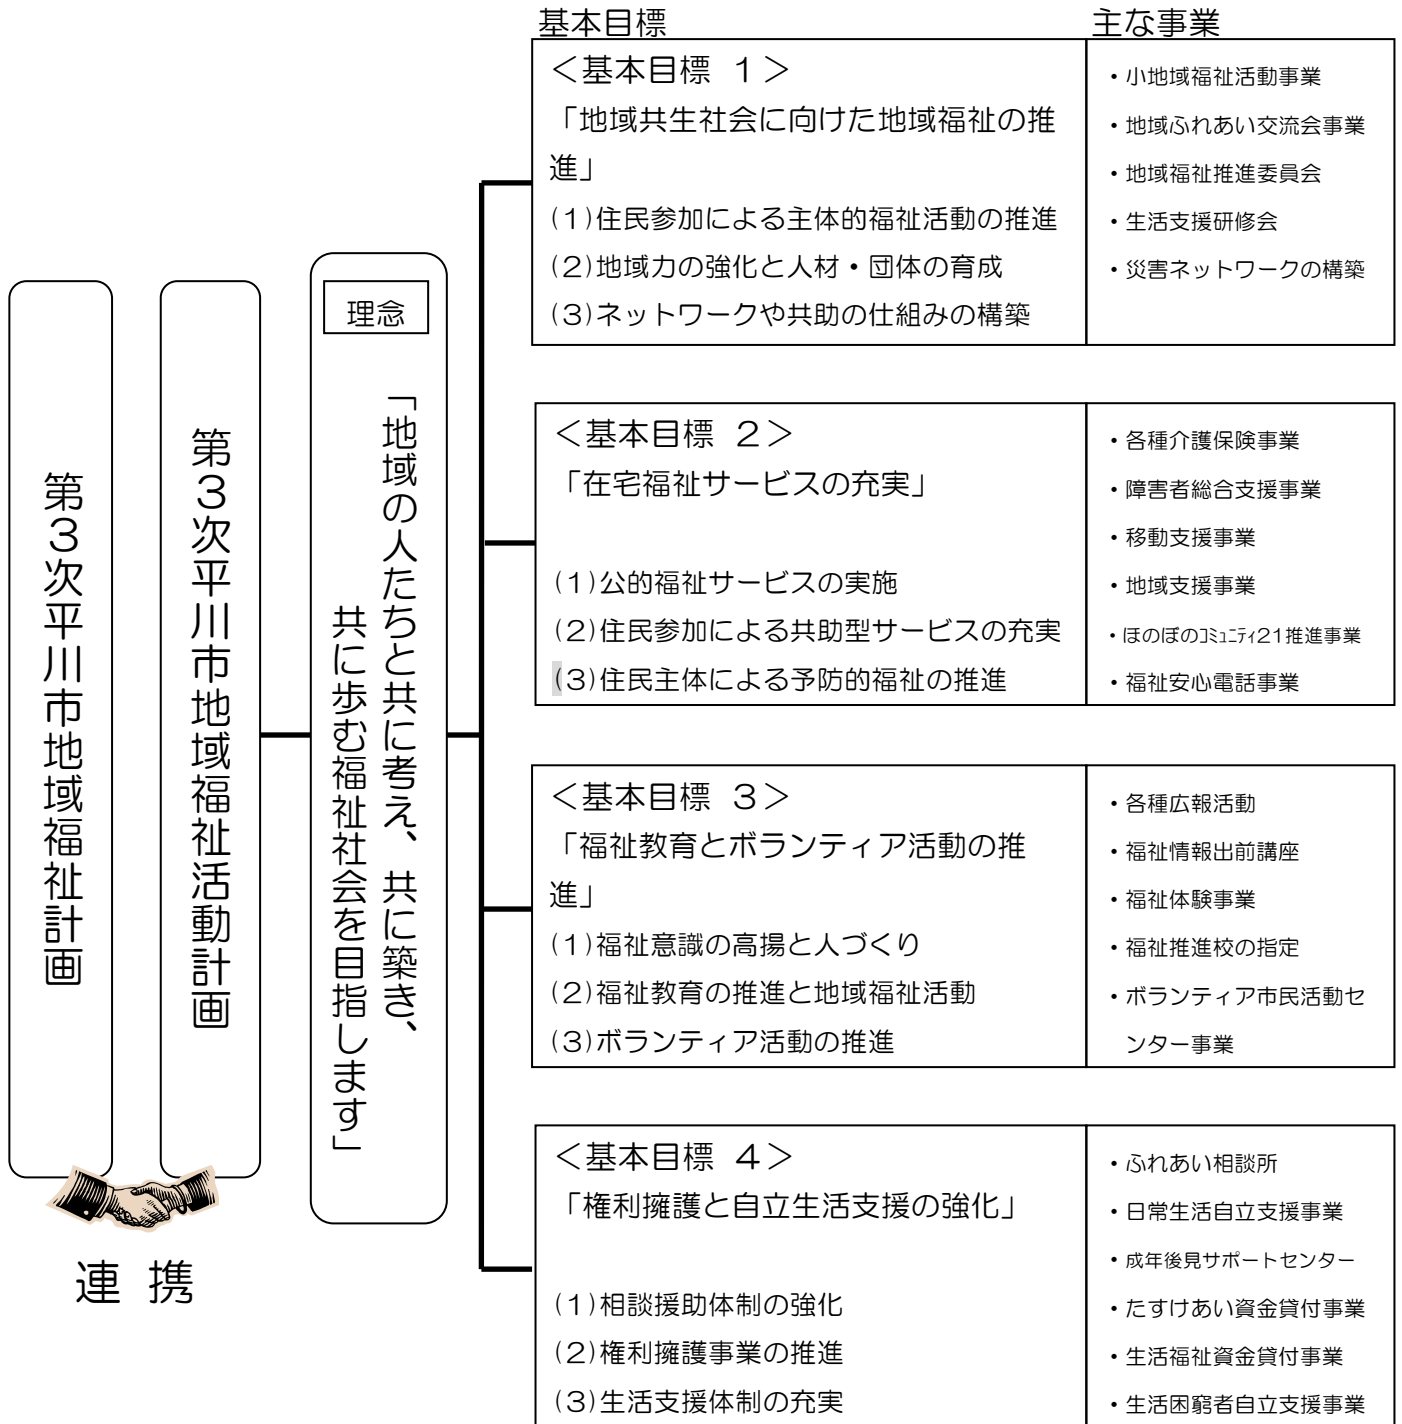 第３次平川市地域福祉計画
第３次平川市地域福祉活動計画
連 携
理念
「地域の人たちと共に考え、共に築き、
共に歩む福祉社会を目指します」
基本目標
主な事業
＜基本目標 １＞
「地域共生社会に向けた地域福祉の推
進」
(1)住民参加による主体的福祉活動の推進
(2)地域力の強化と人材・団体の育成
(3)ネットワークや共助の仕組みの構築
・小地域福祉活動事業
・地域ふれあい交流会事業
・地域福祉推進委員会
・生活支援研修会
・災害ネットワークの構築
＜基本目標 ２＞
「在宅福祉サービスの充実」
(1)公的福祉サービスの実施
(2)住民参加による共助型サービスの充実
(3)住民主体による予防的福祉の推進
・各種介護保険事業
・障害者総合支援事業
・移動支援事業
・地域支援事業
・ほのぼのｺﾐｭﾆﾃｨ21推進事業
・福祉安心電話事業
＜基本目標 ３＞
「福祉教育とボランティア活動の推
進」
(1)福祉意識の高揚と人づくり
(2)福祉教育の推進と地域福祉活動
(3)ボランティア活動の推進
・各種広報活動
・福祉情報出前講座
・福祉体験事業
・福祉推進校の指定
・ボランティア市民活動セ
ンター事業
＜基本目標 ４＞
「権利擁護と自立生活支援の強化」
(1)相談援助体制の強化
(2)権利擁護事業の推進
(3)生活支援体制の充実
・ふれあい相談所
・日常生活自立支援事業
・成年後見サポートセンター
・たすけあい資金貸付事業
・生活福祉資金貸付事業
・生活困窮者自立支援事業